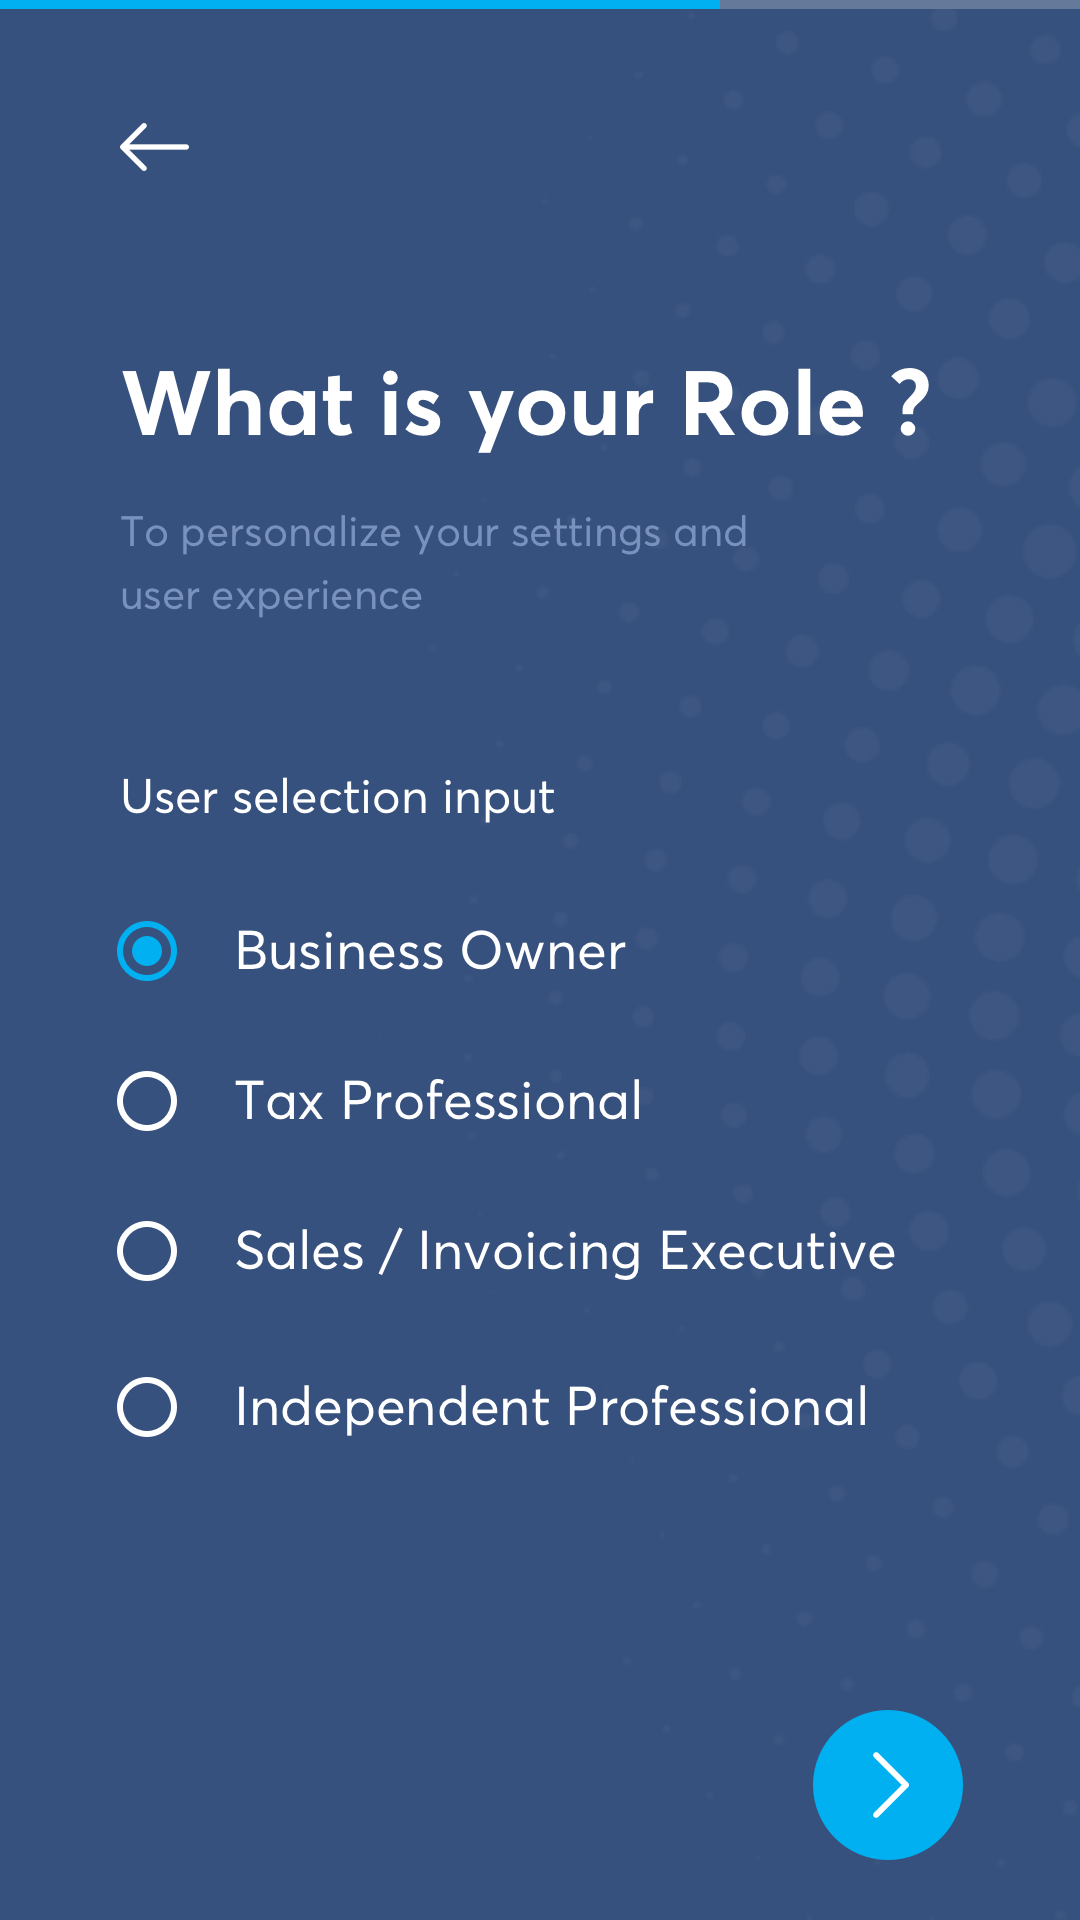 What is your Role ?
To personalize your settings and
user experience
User selection input
Business Owner
Tax Professional
Sales / Invoicing Executive
Independent Professional